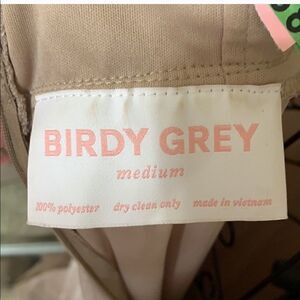 BIRDY GREY
medium
100% polyester dry clean only made in vietnam